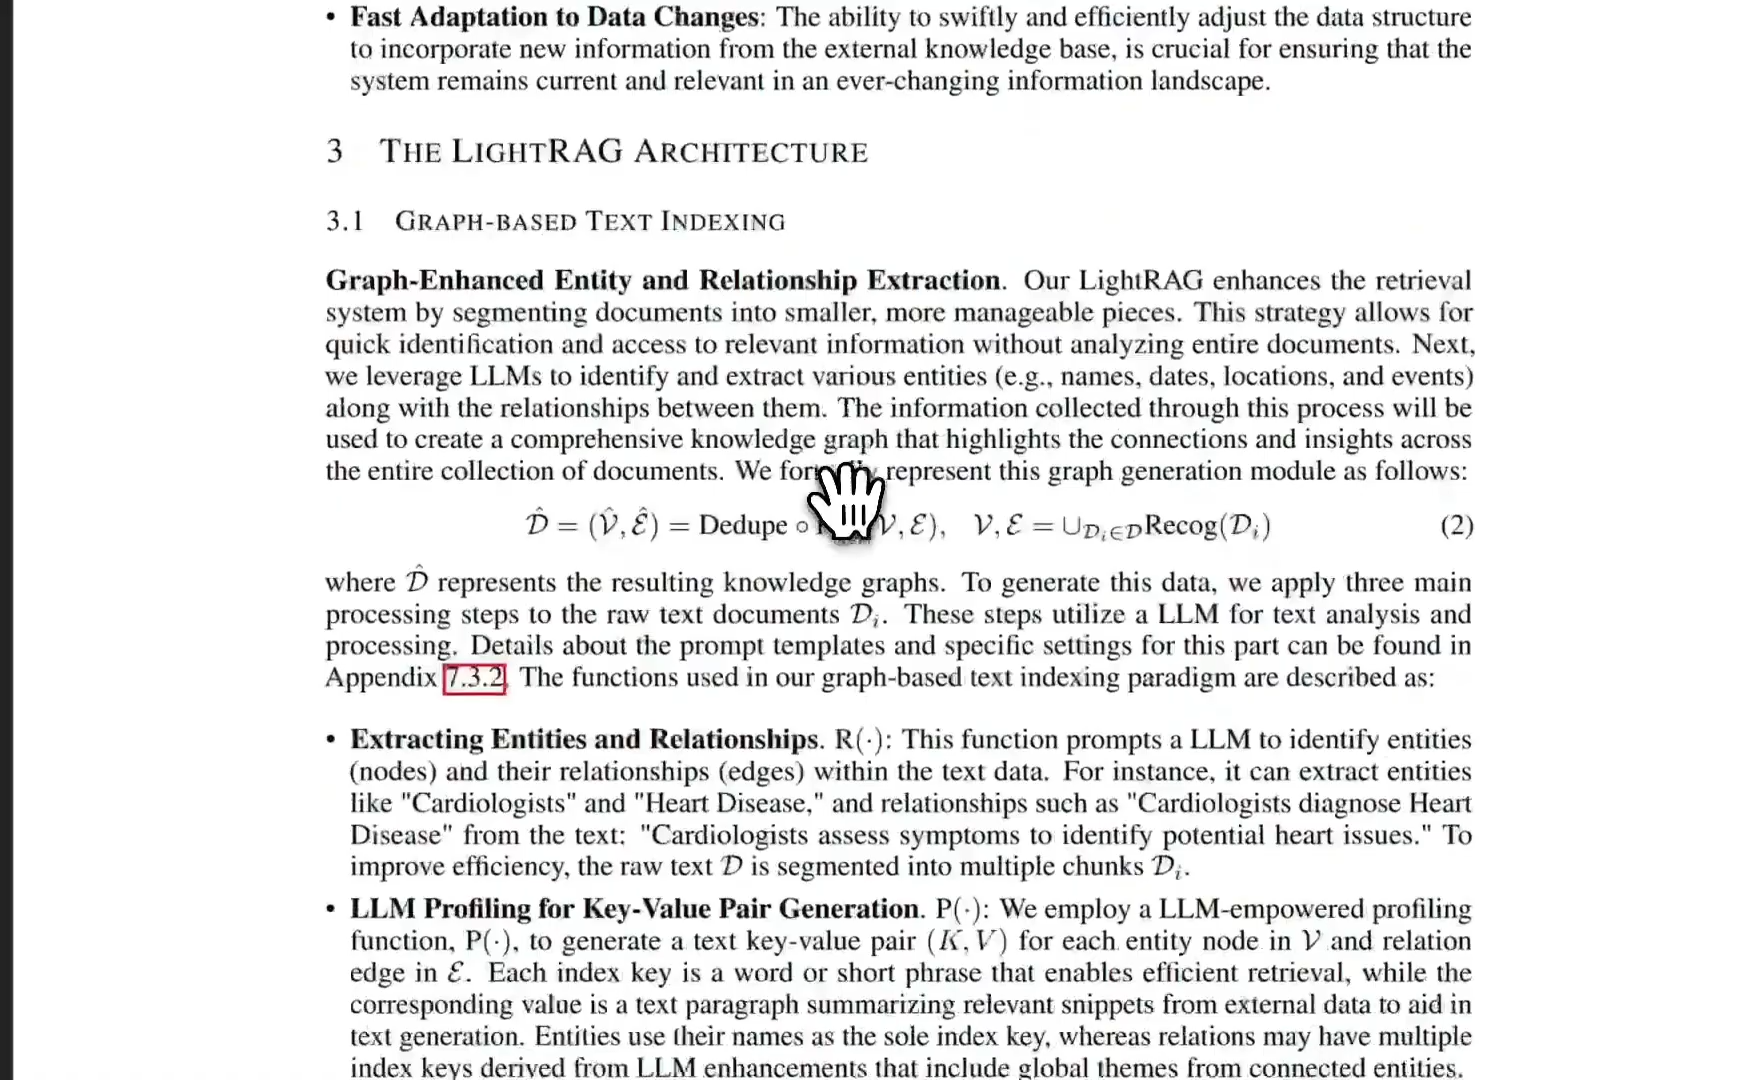 • Fast Adaptation to Data Changes: The ability to swiftly and efficiently adjust the data structure
to incorporate new information from the external knowledge base, is crucial for ensuring that the
system remains current and relevant in an ever-changing information landscape.
3 THE LIGHTRAG ARCHITECTURE
3.1 GRAPH-BASED TEXT INDEXING
Graph-Enhanced Entity and Relationship Extraction. Our LightRAG enhances the retrieval
system by segmenting documents into smaller, more manageable pieces. This strategy allows for
quick identification and access to relevant information without analyzing entire documents. Next,
we leverage LLMs to identify and extract various entities (e.g., names, dates, locations, and events)
along with the relationships between them. The information collected through this process will be
used to create a comprehensive knowledge graph that highlights the connections and insights across
the entire collection of documents. We represent this graph generation module as follows:
𝒟̂ = (𝒱̂, ℰ̂) = Dedupe ∘ 𝒱, ℰ), 𝒱, ℰ = ∪𝒟ᵢ∈𝒟Recog(𝒟ᵢ) (2)
where 𝒟̂ represents the resulting knowledge graphs. To generate this data, we apply three main
processing steps to the raw text documents 𝒟ᵢ. These steps utilize a LLM for text analysis and
processing. Details about the prompt templates and specific settings for this part can be found in
Appendix 7.3.2. The functions used in our graph-based text indexing paradigm are described as:
• Extracting Entities and Relationships. R(·): This function prompts a LLM to identify entities
(nodes) and their relationships (edges) within the text data. For instance, it can extract entities
like "Cardiologists" and "Heart Disease," and relationships such as "Cardiologists diagnose Heart
Disease" from the text: "Cardiologists assess symptoms to identify potential heart issues." To
improve efficiency, the raw text 𝒟 is segmented into multiple chunks 𝒟ᵢ.
• LLM Profiling for Key-Value Pair Generation. P(·): We employ a LLM-empowered profiling
function, P(·), to generate a text key-value pair (K, V) for each entity node in 𝒱 and relation
edge in ℰ. Each index key is a word or short phrase that enables efficient retrieval, while the
corresponding value is a text paragraph summarizing relevant snippets from external data to aid in
text generation. Entities use their names as the sole index key, whereas relations may have multiple
index keys derived from LLM enhancements that include global themes from connected entities.